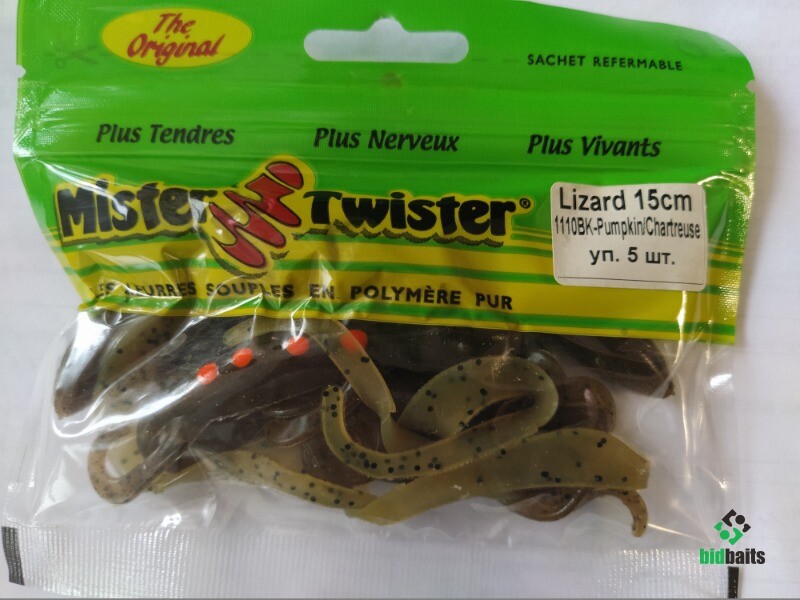 The
Original
SACHET REFERMABLE
Plus Tendres Plus Nerveux Plus Vivants
Mister Twister®
LES LEURRES SOUPLES EN POLYMÈRE PUR
Lizard 15cm
1110BK-Pumpkin/Chartreuse
уп. 5 шт.
bidbaits